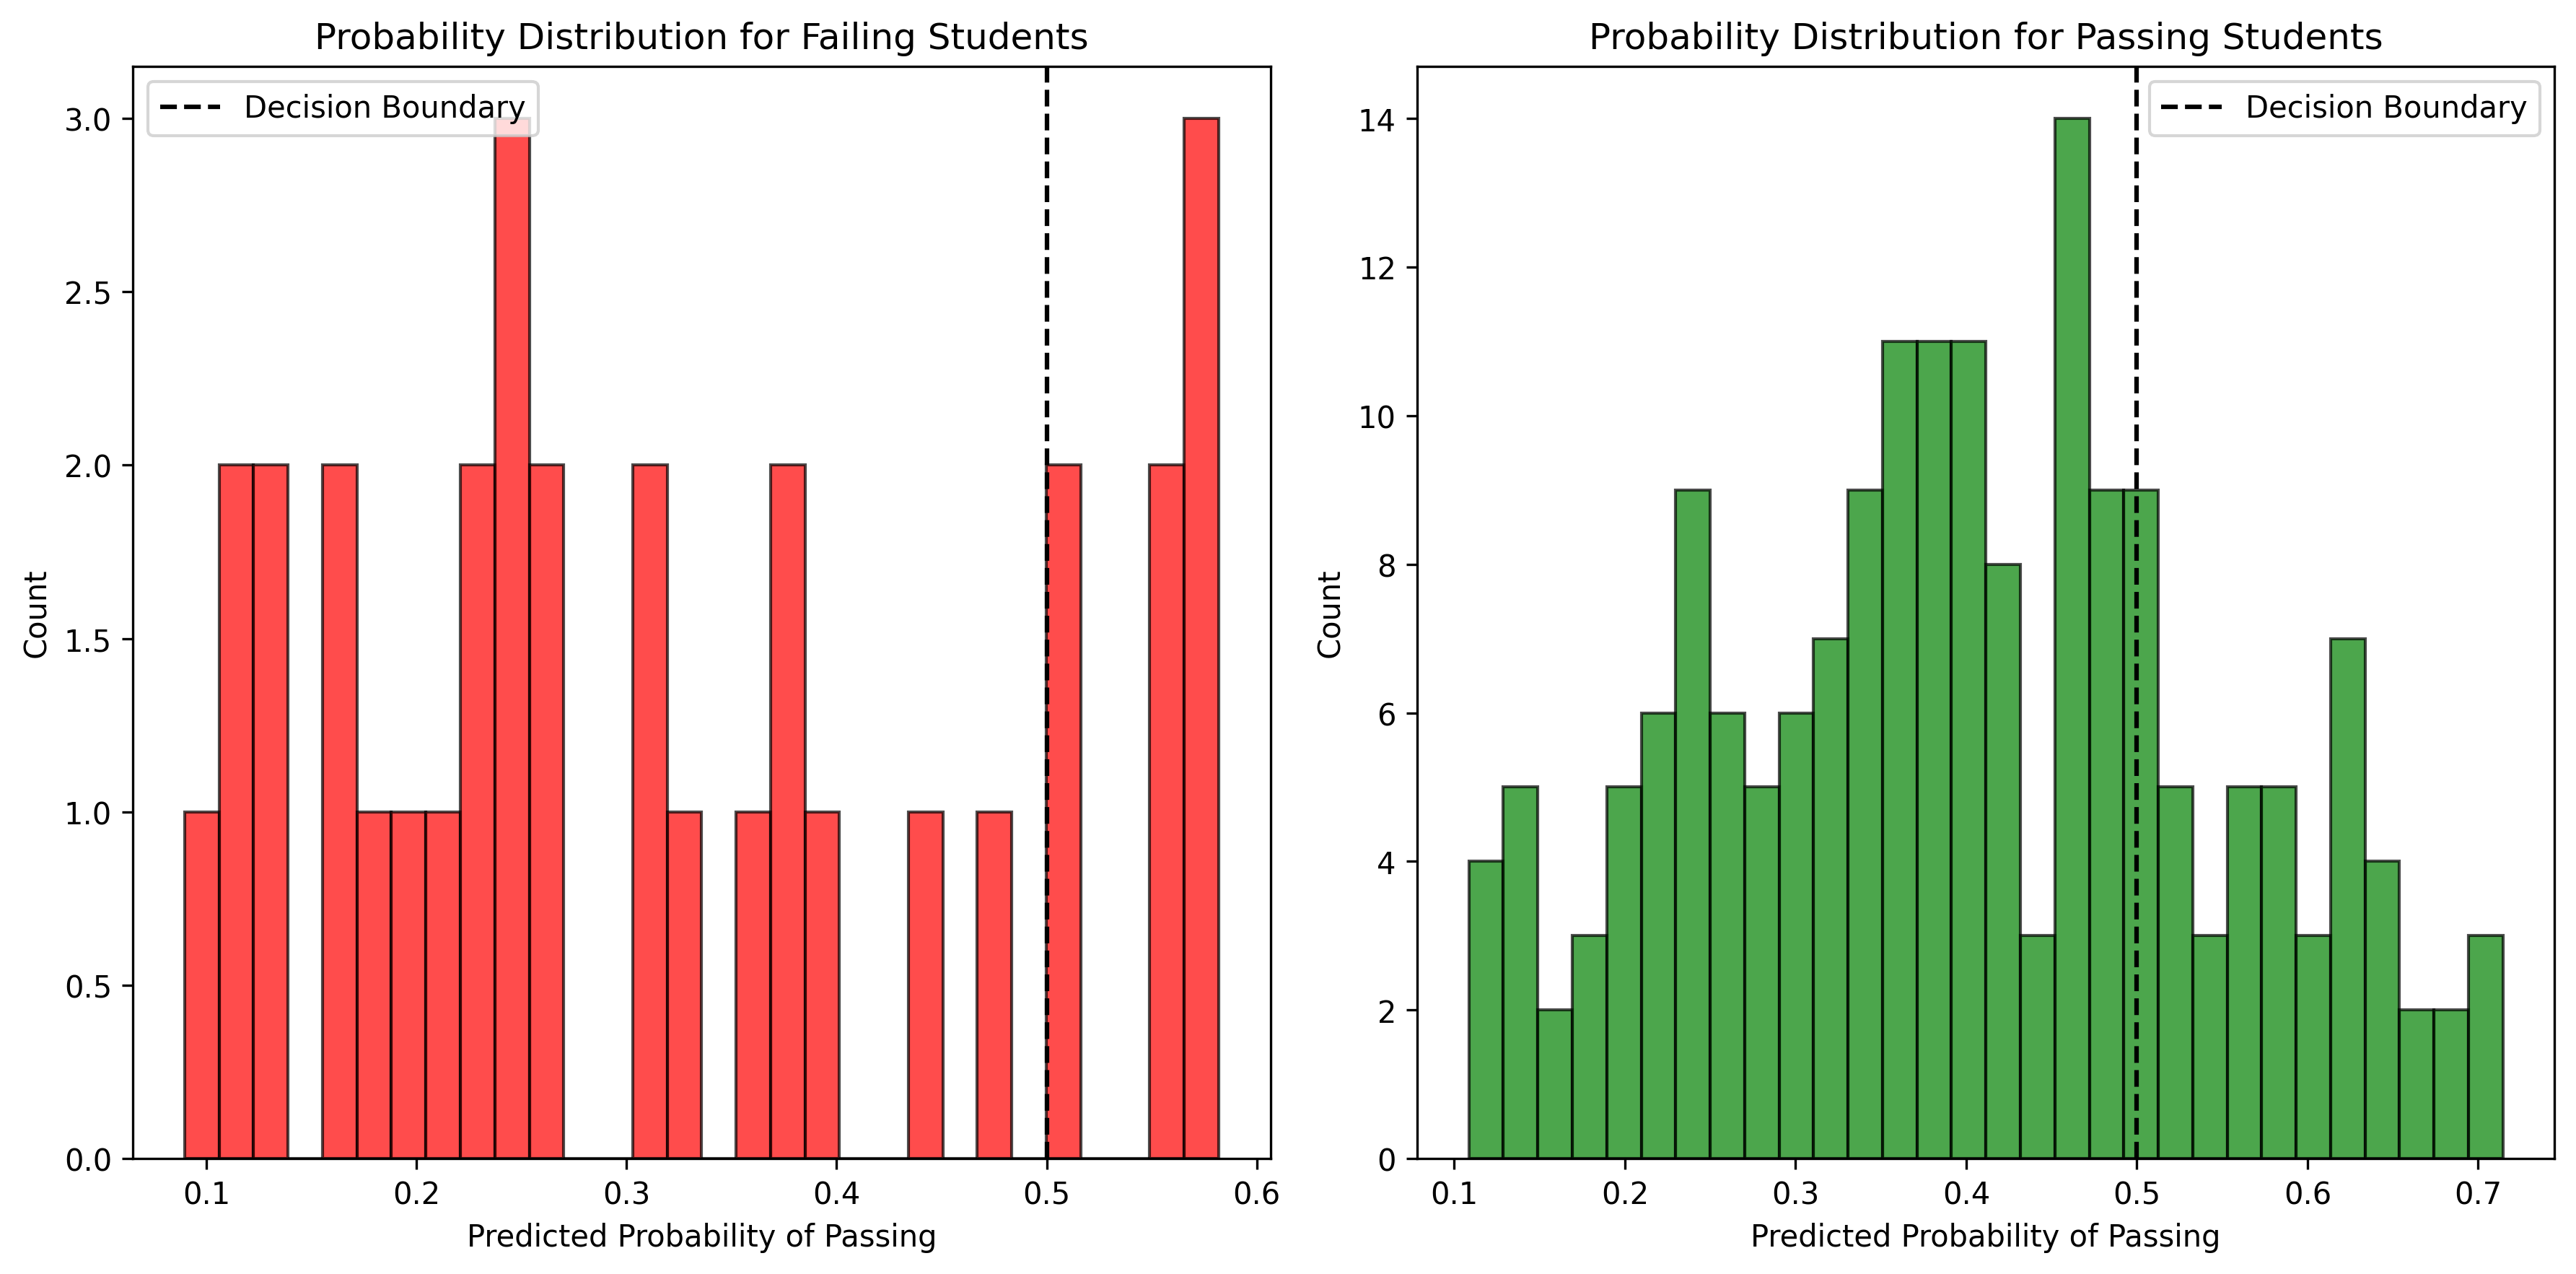 Probability Distribution for Failing Students
Decision Boundary
3.0
2.5
2.0
1.5
1.0
0.5
0.0
Count
0.1 0.2 0.3 0.4 0.5 0.6
Predicted Probability of Passing
Probability Distribution for Passing Students
Decision Boundary
14
12
10
8
6
4
2
0
Count
0.1 0.2 0.3 0.4 0.5 0.6 0.7
Predicted Probability of Passing